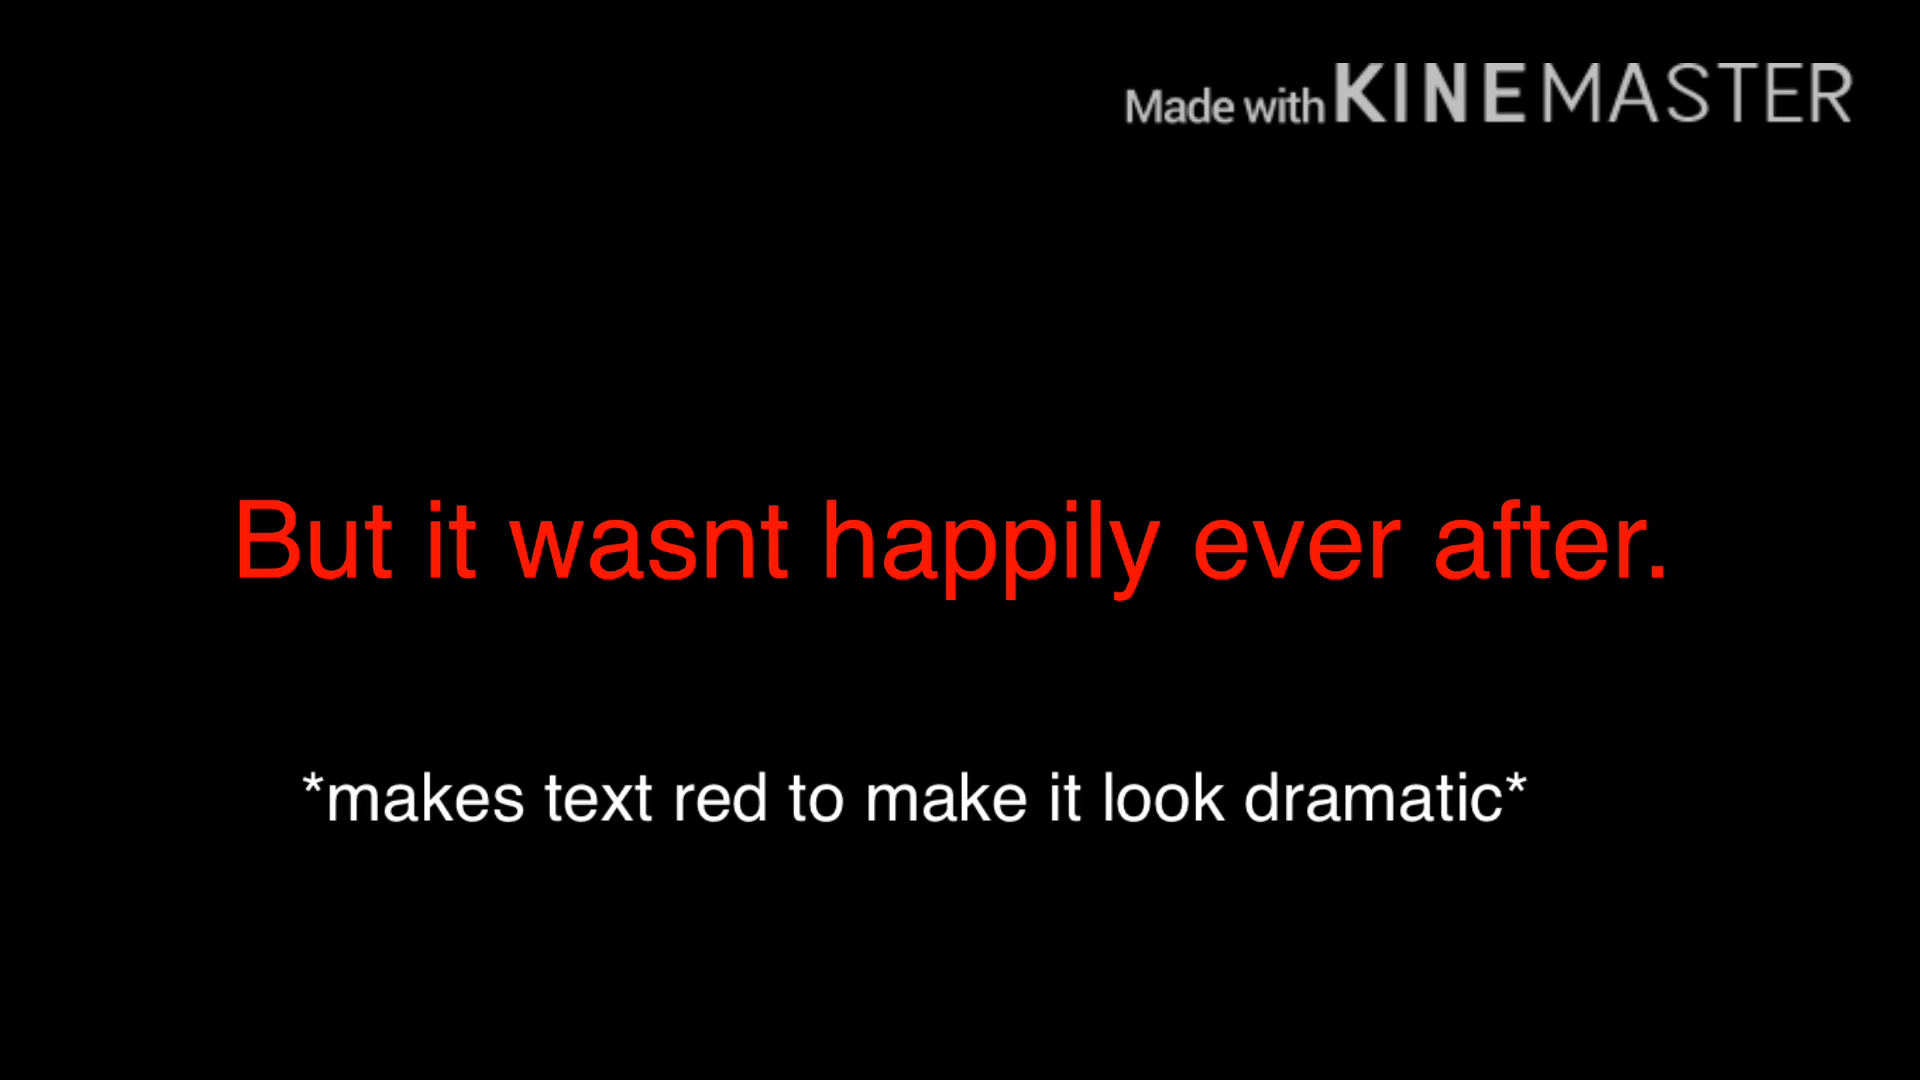 Made with KINEMASTER
But it wasnt happily ever after.
*makes text red to make it look dramatic*